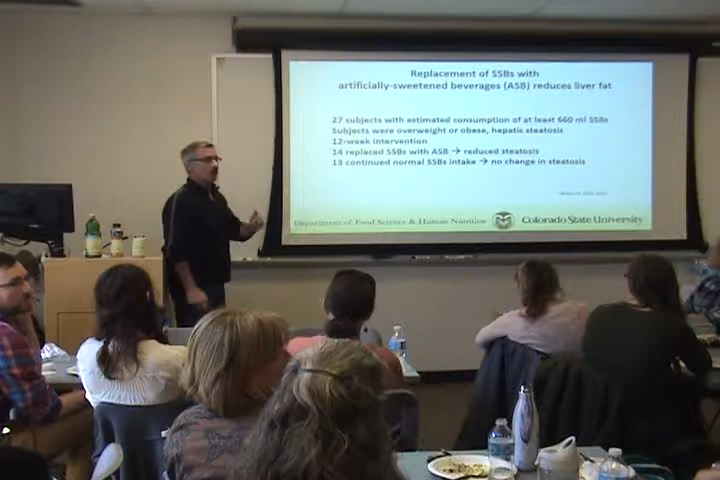 Replacement of SSBs with
artificially-sweetened beverages (ASB) reduces liver fat
27 subjects with estimated consumption of at least 660 ml SSBs
Subjects were overweight or obese, hepatic steatosis
12-week intervention
14 replaced SSBs with ASB → reduced steatosis
13 continued normal SSBs intake → no change in steatosis
Department of Food Science & Human Nutrition
Colorado State University